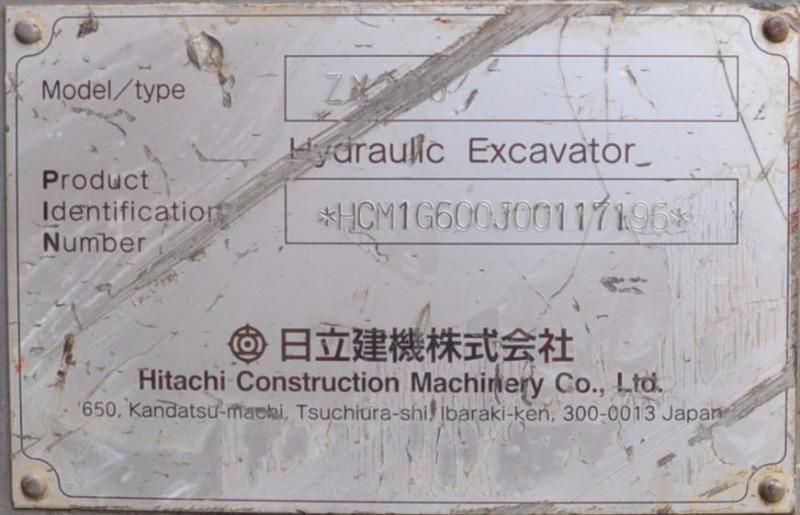 Model/type
Hydraulic Excavator
Product
Identification
Number
*HCM1G600J00117196*
日立建機株式会社
Hitachi Construction Machinery Co., Ltd.
650, Kandatsu-machi, Tsuchiura-shi, Ibaraki-ken, 300-0013 Japan